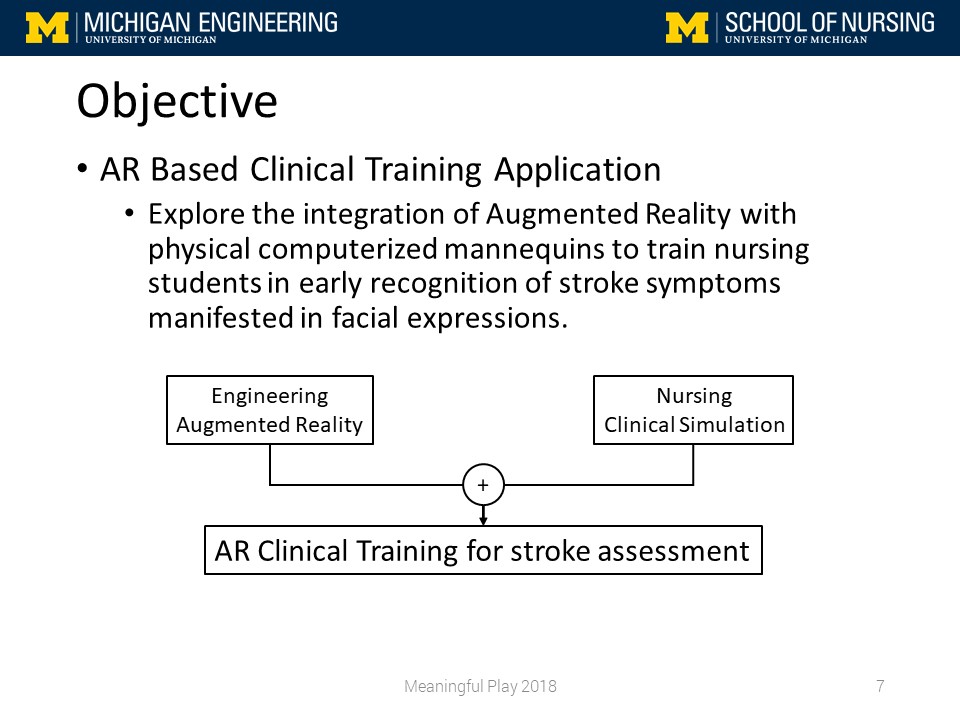 M | MICHIGAN ENGINEERING
UNIVERSITY OF MICHIGAN
M | SCHOOL OF NURSING
UNIVERSITY OF MICHIGAN
Objective
• AR Based Clinical Training Application
• Explore the integration of Augmented Reality with
physical computerized mannequins to train nursing
students in early recognition of stroke symptoms
manifested in facial expressions.
Engineering
Augmented Reality
Nursing
Clinical Simulation
+
AR Clinical Training for stroke assessment
Meaningful Play 2018
7